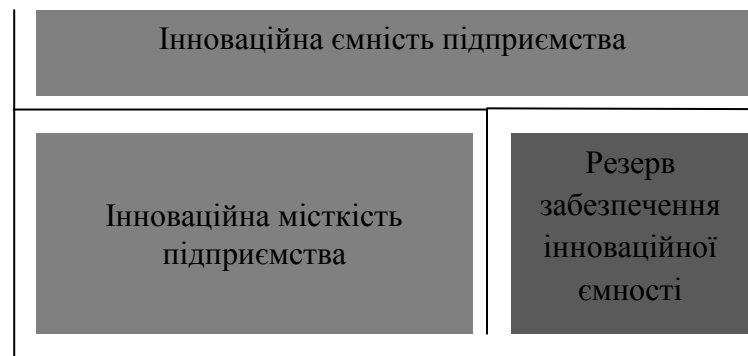 Інноваційна ємність підприємства
Інноваційна місткість
підприємства
Резерв
забезпечення
інноваційної
ємності